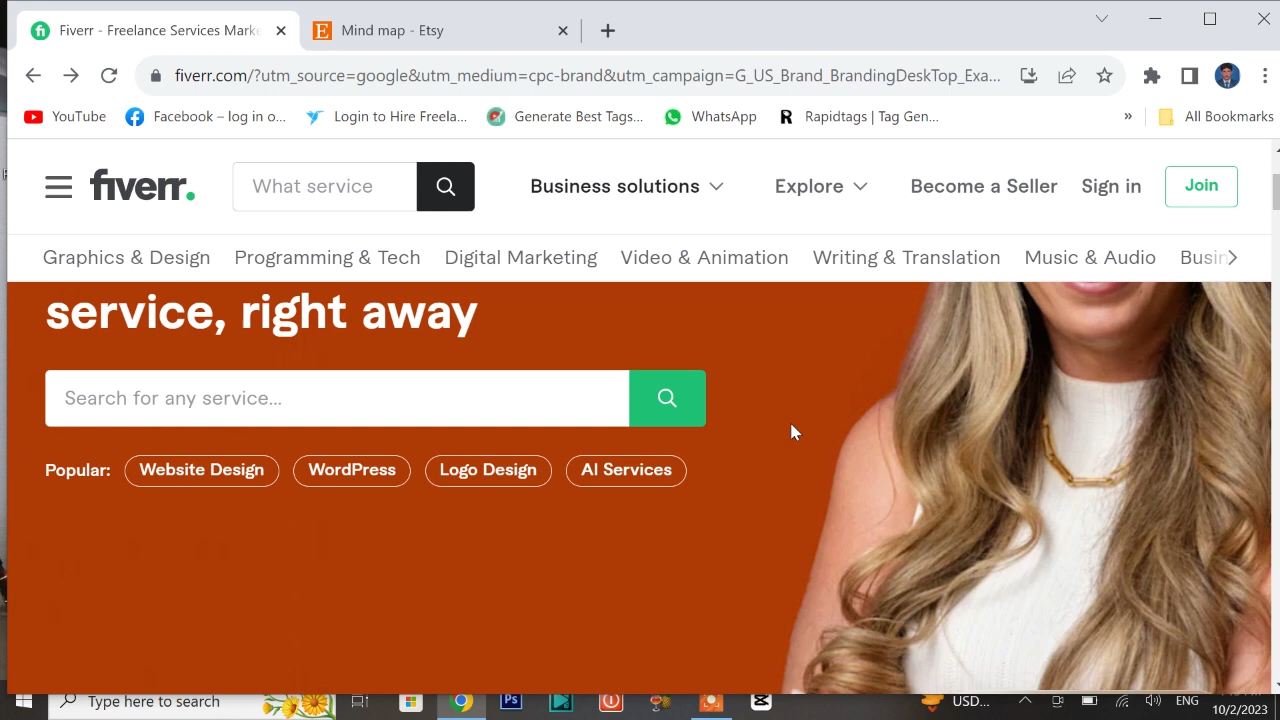 Fiverr - Freelance Services Marke
Mind map - Etsy
fiverr.com/?utm_source=google&utm_medium=cpc-brand&utm_campaign=G_US_Brand_BrandingDeskTop_Exa...
YouTube Facebook – log in o... Login to Hire Freela... Generate Best Tags... WhatsApp Rapidtags | Tag Gen... » All Bookmarks
fiverr. What service Business solutions Explore Become a Seller Sign in Join
Graphics & Design Programming & Tech Digital Marketing Video & Animation Writing & Translation Music & Audio Busin
service, right away
Search for any service...
Popular: Website Design WordPress Logo Design AI Services
Type here to search Ps USD... ENG
10/2/2023